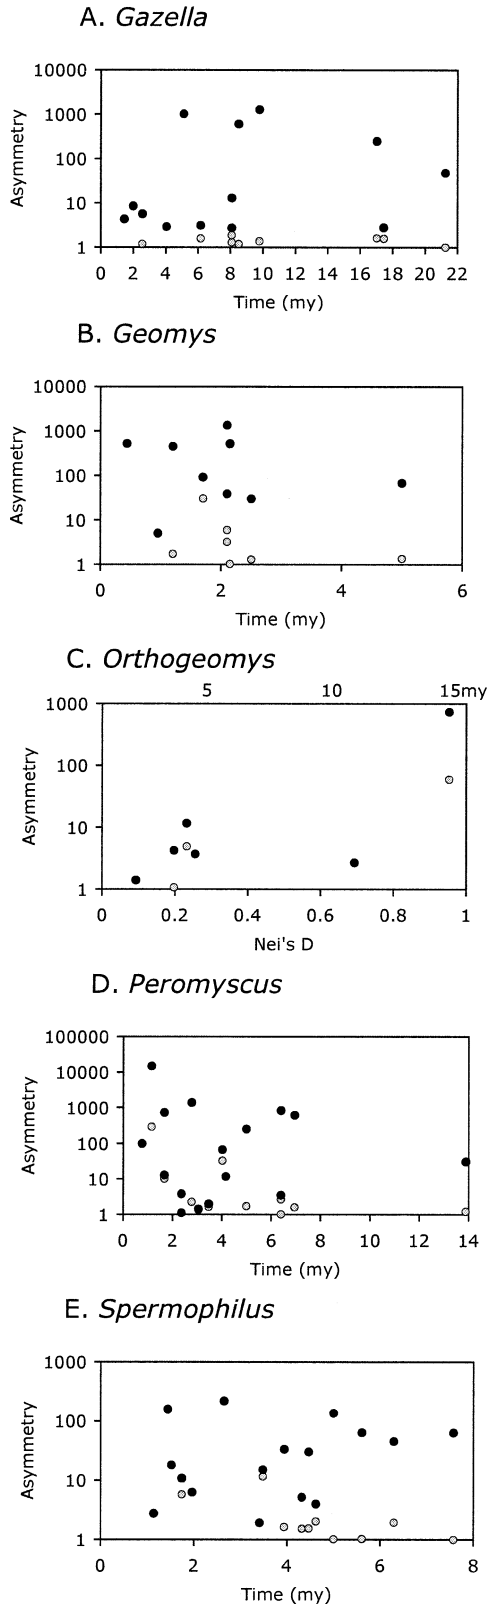 A. Gazella
10000
1000
100
10
1
Asymmetry
0 2 4 6 8 10 12 14 16 18 20 22
Time (my)
B. Geomys
10000
1000
100
10
1
Asymmetry
0 2 4 6
Time (my)
C. Orthogeomys
5 10 15my
1000
100
10
1
Asymmetry
0 0.2 0.4 0.6 0.8 1
Nei's D
D. Peromyscus
100000
10000
1000
100
10
1
Asymmetry
0 2 4 6 8 10 12 14
Time (my)
E. Spermophilus
1000
100
10
1
Asymmetry
0 2 4 6 8
Time (my)